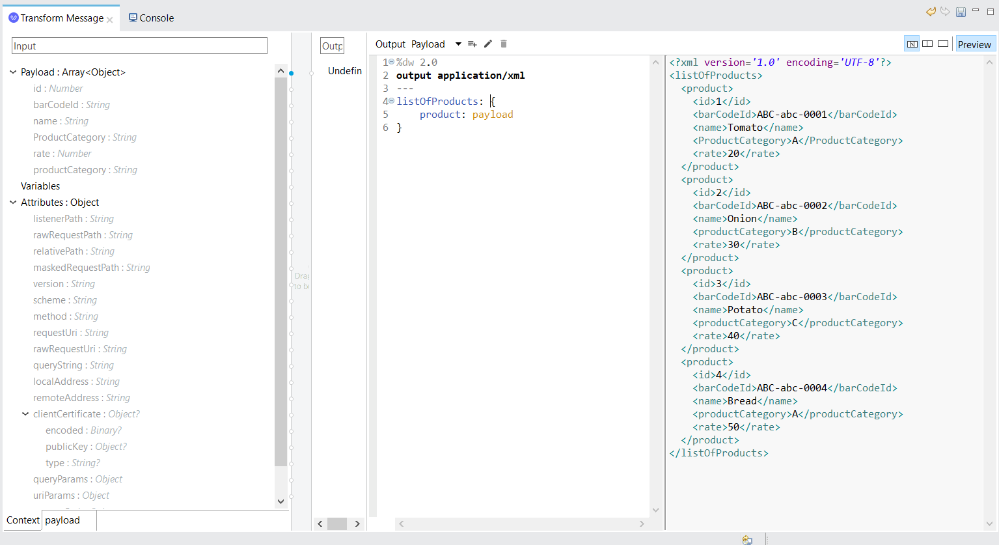 Transform Message
Console
Input
Payload : Array<Object>
id : Number
barCodeId : String
name : String
ProductCategory : String
rate : Number
productCategory : String
Variables
Attributes : Object
listenerPath : String
rawRequestPath : String
relativePath : String
maskedRequestPath : String
version : String
scheme : String
method : String
requestUri : String
rawRequestUri : String
queryString : String
localAddress : String
remoteAddress : String
clientCertificate : Object?
encoded : Binary?
publicKey : Object?
type : String?
queryParams : Object
uriParams : Object
Context payload
Drag
to bu
Outp
Undefin
Output Payload
Preview
1 %dw 2.0
2 output application/xml
3 ---
4 listOfProducts: {
5 product: payload
6 }
<?xml version='1.0' encoding='UTF-8'?>
<listOfProducts>
<product>
<id>1</id>
<barCodeId>ABC-abc-0001</barCodeId>
<name>Tomato</name>
<ProductCategory>A</ProductCategory>
<rate>20</rate>
</product>
<product>
<id>2</id>
<barCodeId>ABC-abc-0002</barCodeId>
<name>Onion</name>
<productCategory>B</productCategory>
<rate>30</rate>
</product>
<product>
<id>3</id>
<barCodeId>ABC-abc-0003</barCodeId>
<name>Potato</name>
<productCategory>C</productCategory>
<rate>40</rate>
</product>
<product>
<id>4</id>
<barCodeId>ABC-abc-0004</barCodeId>
<name>Bread</name>
<productCategory>A</productCategory>
<rate>50</rate>
</product>
</listOfProducts>